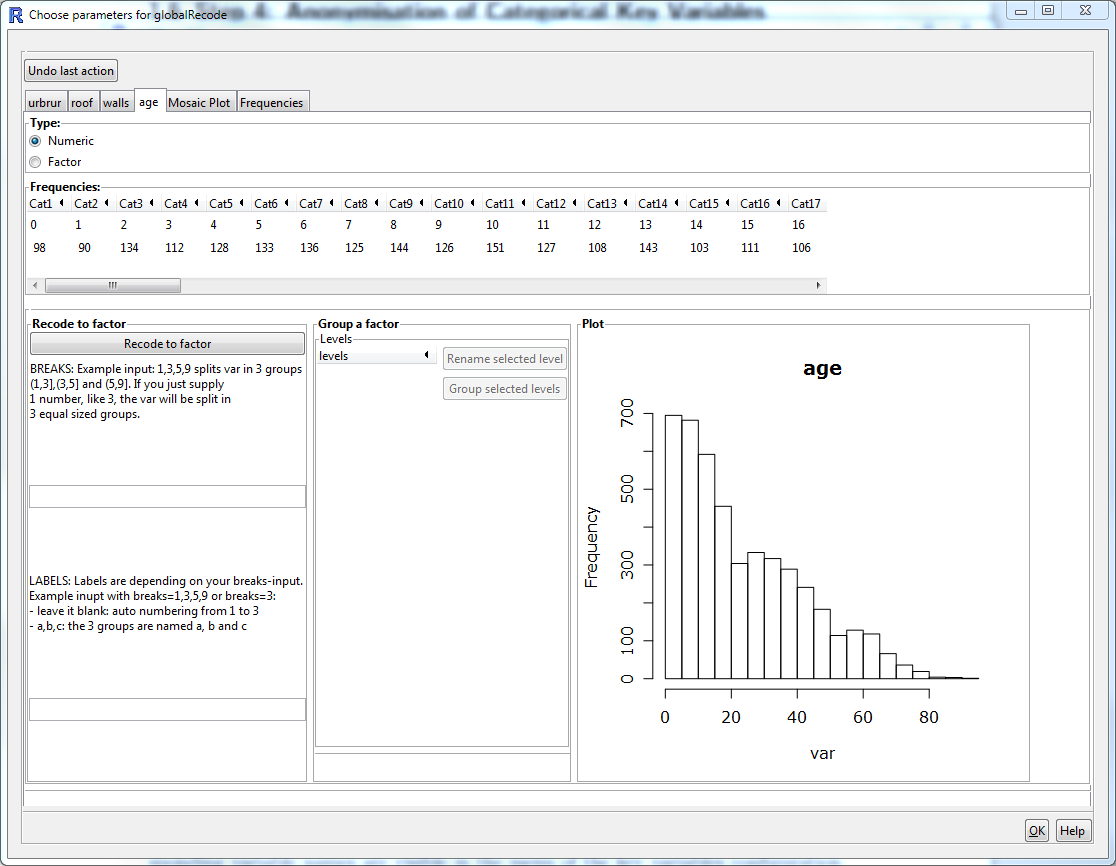 1.5 Step 4: Anonymisation of Categorical Key Variables
Choose parameters for globalRecode
Undo last action
urbrur roof walls age Mosaic Plot Frequencies
Type:
Numeric
Factor
Frequencies:
Cat1 Cat2 Cat3 Cat4 Cat5 Cat6 Cat7 Cat8 Cat9 Cat10 Cat11 Cat12 Cat13 Cat14 Cat15 Cat16 Cat17
0 1 2 3 4 5 6 7 8 9 10 11 12 13 14 15 16
98 90 134 112 128 133 136 125 144 126 151 127 108 143 103 111 106
Recode to factor
Recode to factor
BREAKS: Example input: 1,3,5,9 splits var in 3 groups
(1,3],(3,5] and (5,9]. If you just supply
1 number, like 3, the var will be split in
3 equal sized groups.
LABELS: Labels are depending on your breaks-input.
Example inupt with breaks=1,3,5,9 or breaks=3:
- leave it blank: auto numbering from 1 to 3
- a,b,c: the 3 groups are named a, b and c
Group a factor
Levels
levels
Rename selected level
Group selected levels
Plot
age
Frequency
700
500
300
100
0
0 20 40 60 80
var
OK Help